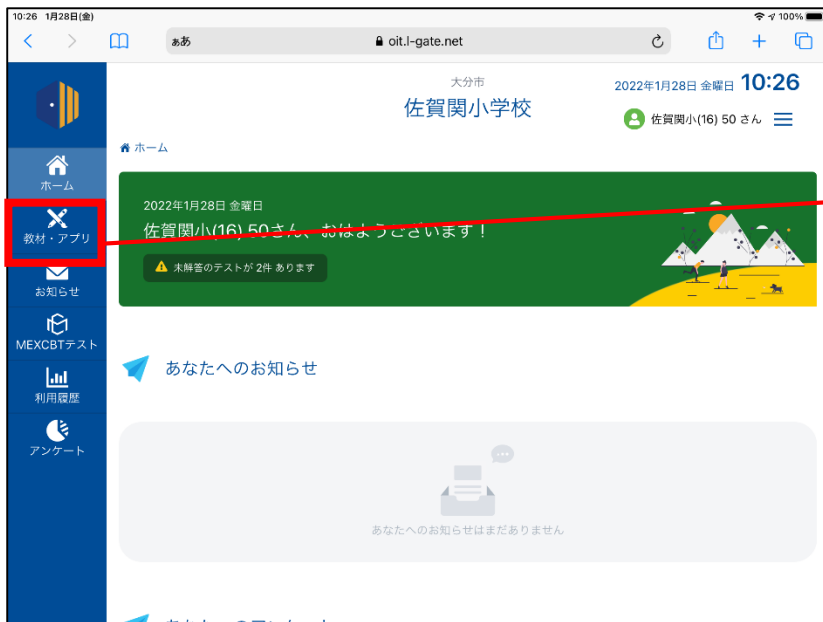 10:26 1月28日(金)
100%
ぁあ
oit.l-gate.net
大分市
佐賀関小学校
2022年1月28日 金曜日 10:26
佐賀関小(16) 50 さん
ホーム
ホーム
教材・アプリ
お知らせ
MEXCBTテスト
利用履歴
アンケート
2022年1月28日 金曜日
佐賀関小(16) 50さん、おはようございます！
未解答のテストが 2件 あります
あなたへのお知らせ
あなたへのお知らせはまだありません